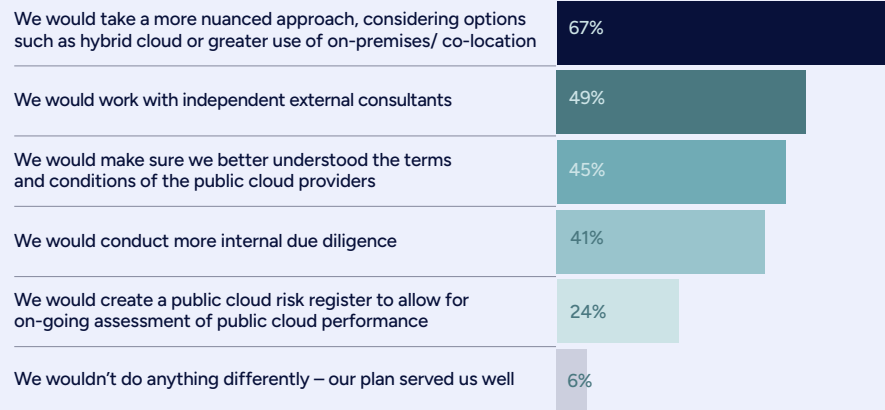 We would take a more nuanced approach, considering options
such as hybrid cloud or greater use of on-premises/ co-location
67%
We would work with independent external consultants
49%
We would make sure we better understood the terms
and conditions of the public cloud providers
45%
We would conduct more internal due diligence
41%
We would create a public cloud risk register to allow for
on-going assessment of public cloud performance
24%
We wouldn’t do anything differently – our plan served us well
6%